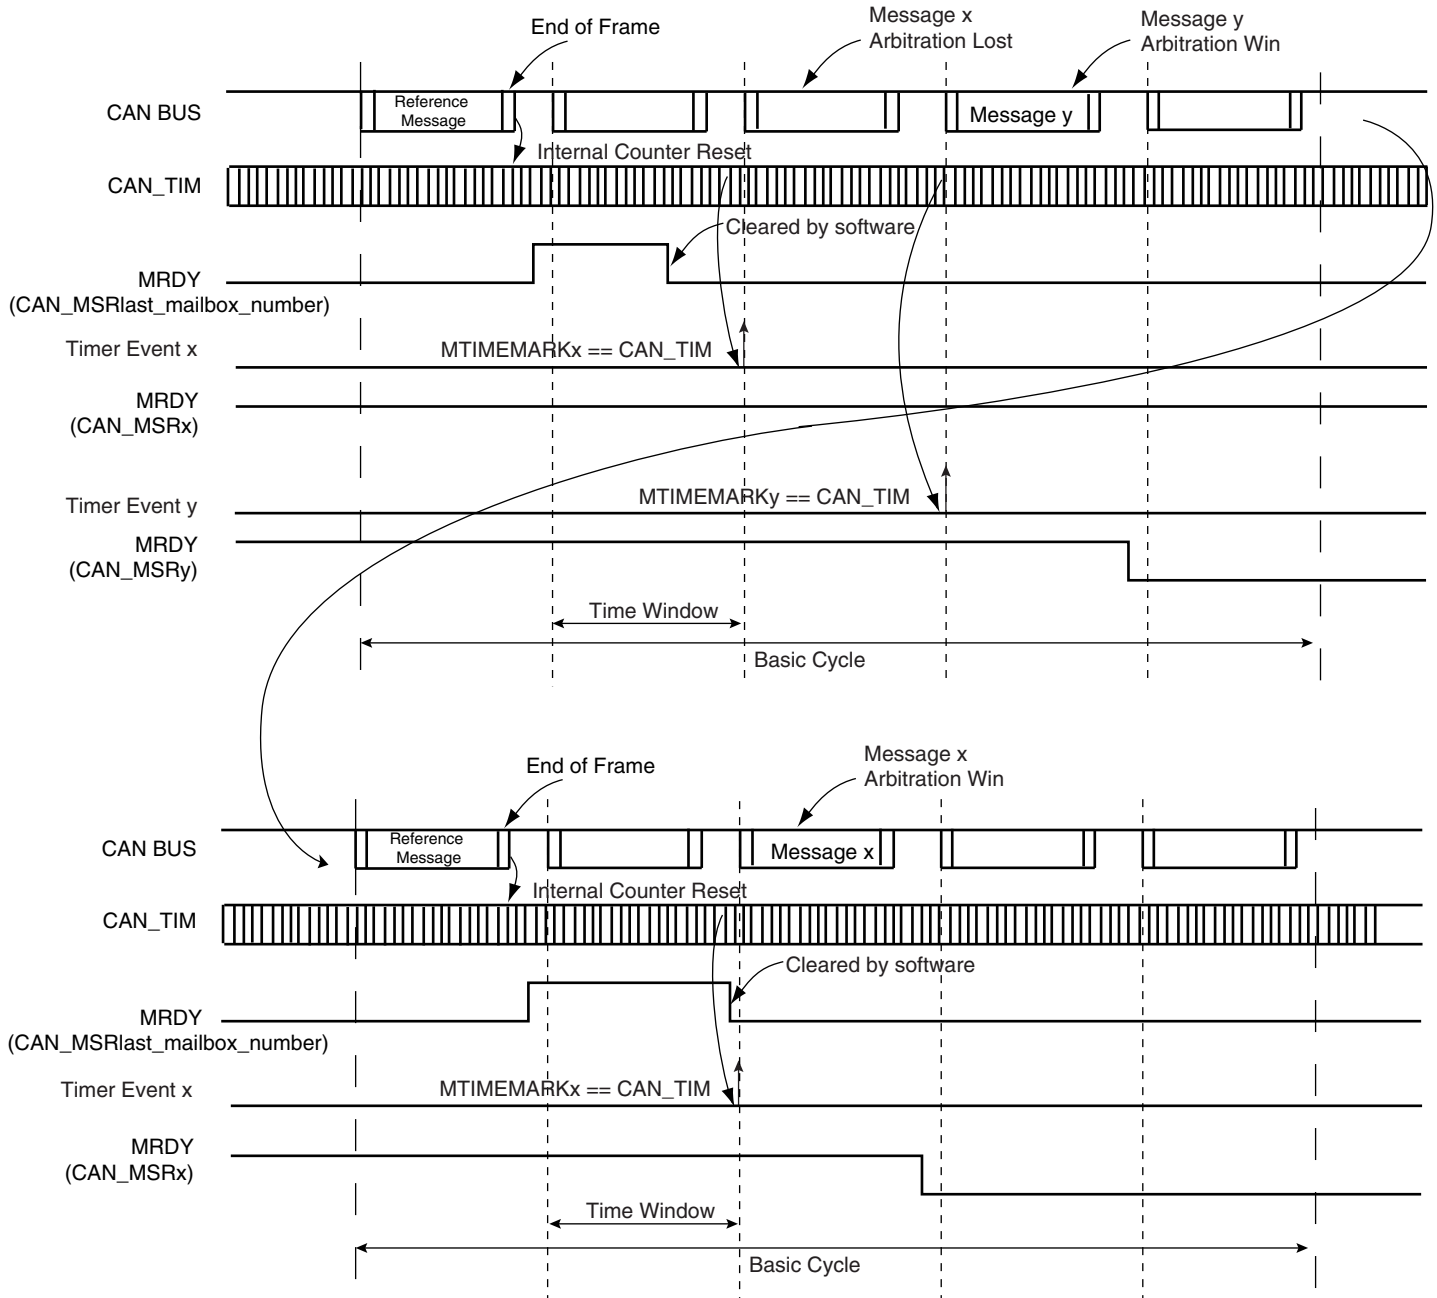 End of Frame
Message x
Arbitration Lost
Message y
Arbitration Win
CAN BUS
Reference
Message
Message y
Internal Counter Reset
CAN_TIM
Cleared by software
MRDY
(CAN_MSRlast_mailbox_number)
Timer Event x
MTIMEMARKx == CAN_TIM
MRDY
(CAN_MSRx)
Timer Event y
MTIMEMARKy == CAN_TIM
MRDY
(CAN_MSRy)
Time Window
Basic Cycle
End of Frame
Message x
Arbitration Win
CAN BUS
Reference
Message
Message x
Internal Counter Reset
CAN_TIM
Cleared by software
MRDY
(CAN_MSRlast_mailbox_number)
Timer Event x
MTIMEMARKx == CAN_TIM
MRDY
(CAN_MSRx)
Time Window
Basic Cycle